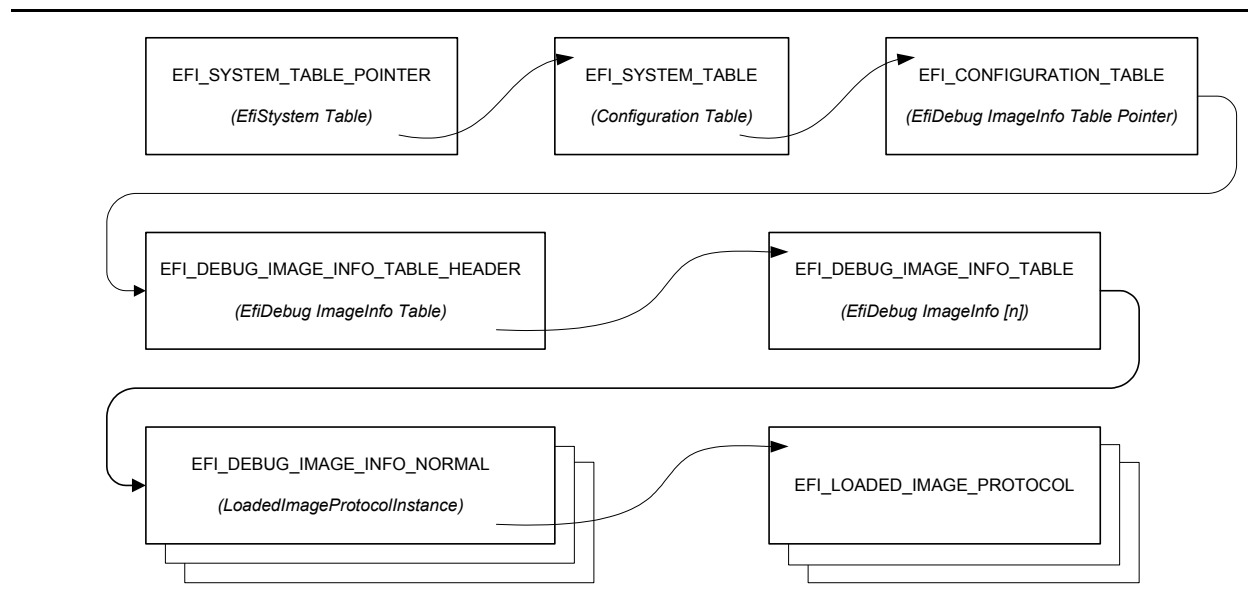 EFI_SYSTEM_TABLE_POINTER
(EfiStystem Table)
EFI_SYSTEM_TABLE
(Configuration Table)
EFI_CONFIGURATION_TABLE
(EfiDebug ImageInfo Table Pointer)
EFI_DEBUG_IMAGE_INFO_TABLE_HEADER
(EfiDebug ImageInfo Table)
EFI_DEBUG_IMAGE_INFO_TABLE
(EfiDebug ImageInfo [n])
EFI_DEBUG_IMAGE_INFO_NORMAL
(LoadedImageProtocolInstance)
EFI_LOADED_IMAGE_PROTOCOL